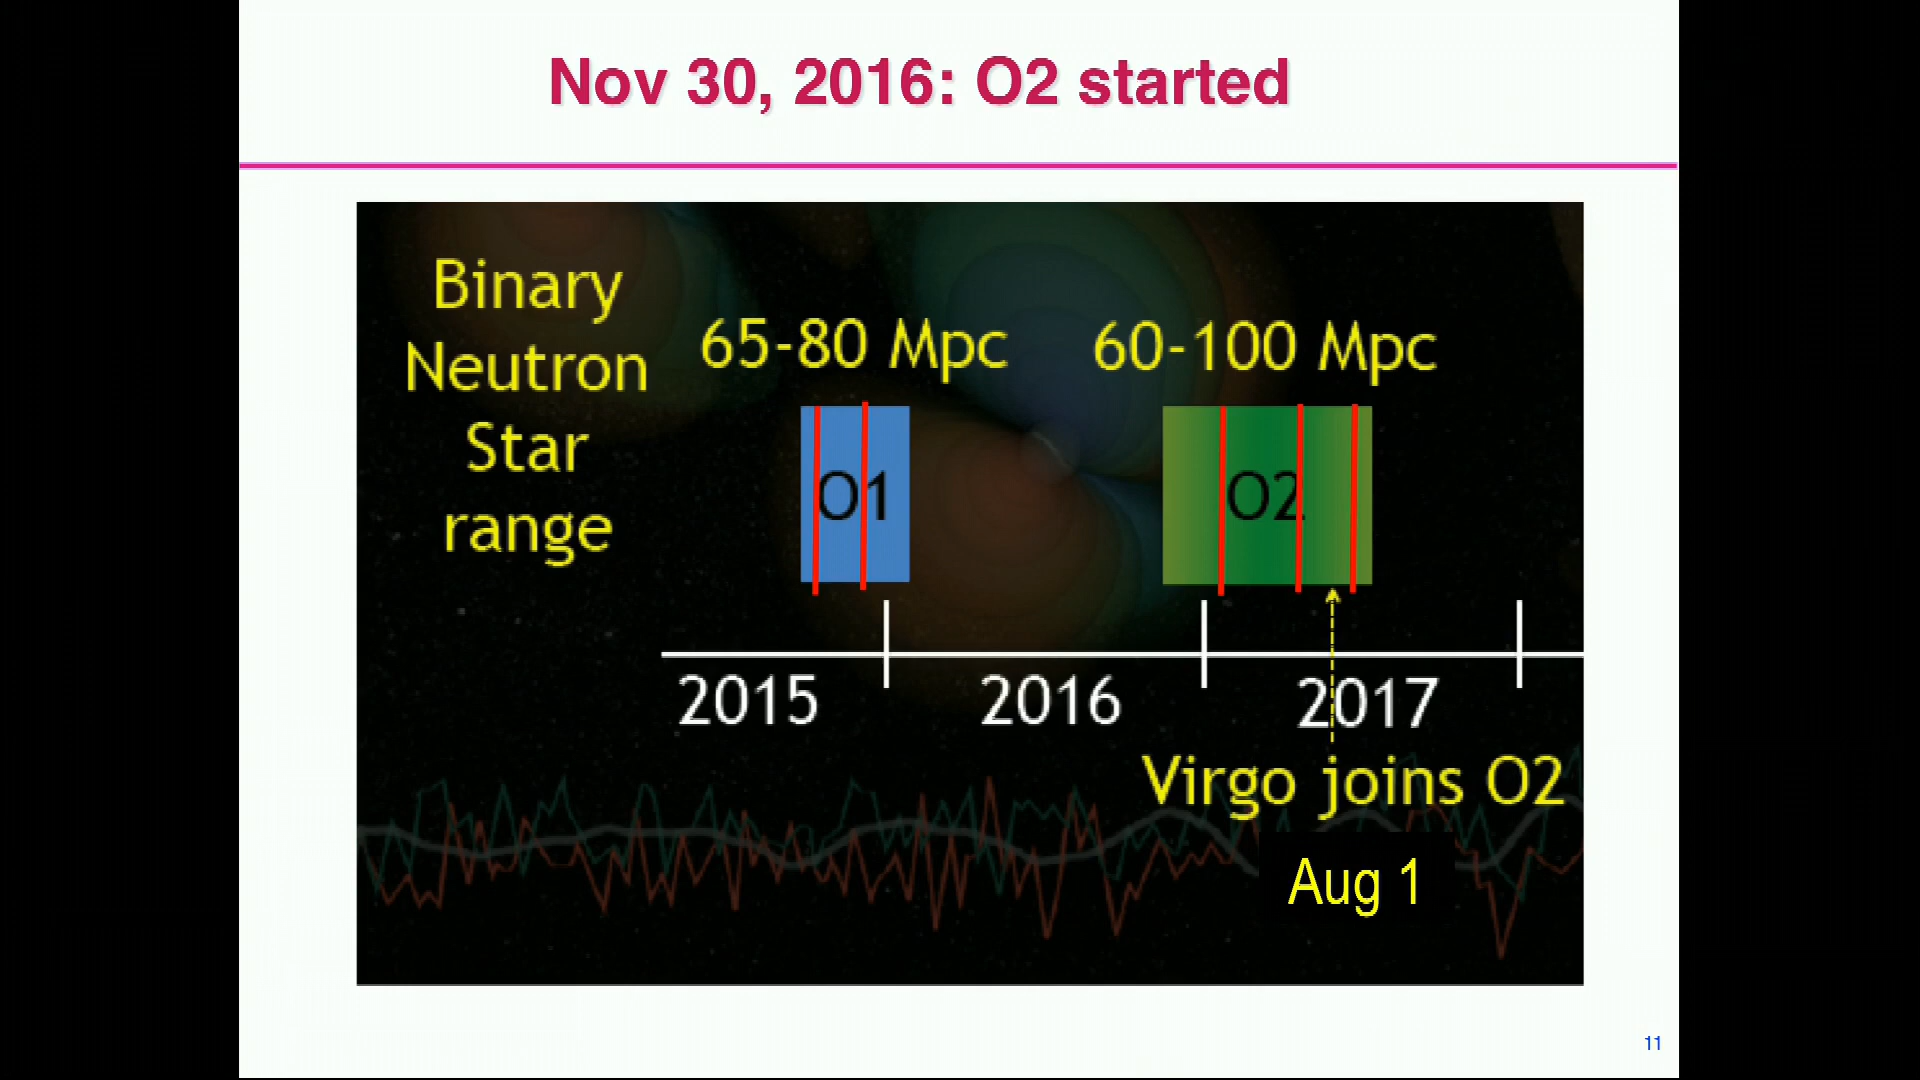 Nov 30, 2016: O2 started
Binary
Neutron
Star
range
65-80 Mpc
60-100 Mpc
O1
O2
2015
2016
2017
Virgo joins O2
Aug 1
11